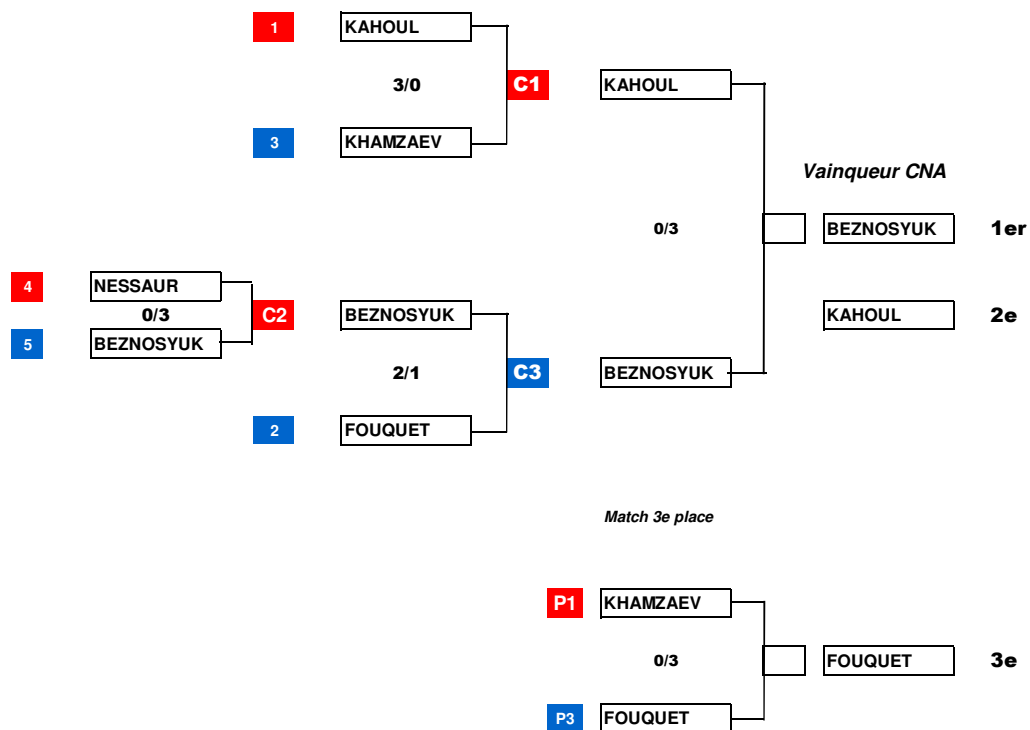 1 KAHOUL
3/0 C1 KAHOUL
3 KHAMZAEV
Vainqueur CNA
0/3 BEZNOSYUK 1er
4 NESSAUR
0/3 C2 BEZNOSYUK KAHOUL 2e
5 BEZNOSYUK
2/1 C3 BEZNOSYUK
2 FOUQUET
Match 3e place
P1 KHAMZAEV
0/3 FOUQUET 3e
P3 FOUQUET